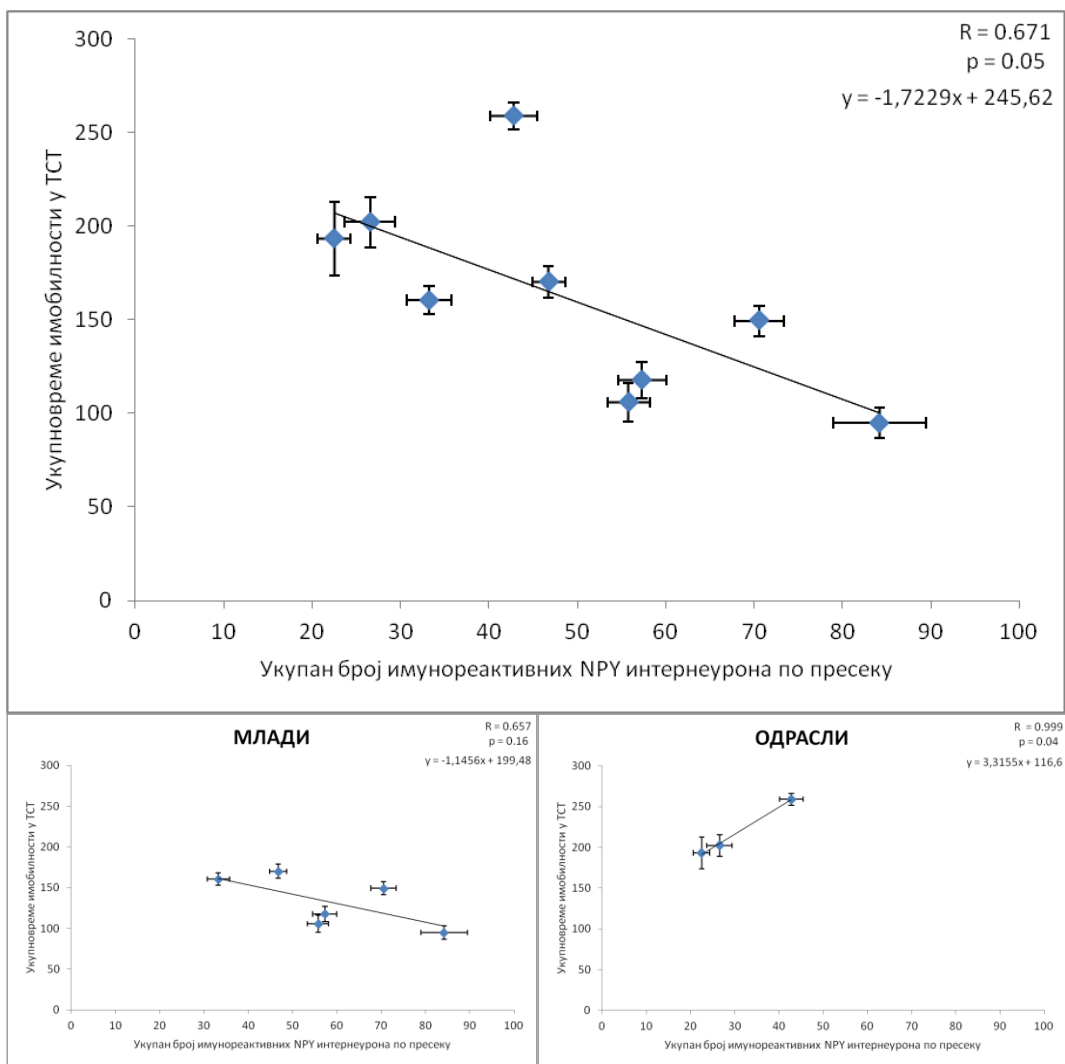 R = 0.671
p = 0.05
y = -1,7229x + 245,62
300
250
200
150
100
50
0
Укупновреме имобилности у ТСТ
0 10 20 30 40 50 60 70 80 90 100
Укупан број имунореактивних NPY интернеурона по пресеку
МЛАДИ
R = 0.657
p = 0.16
y = -1,1456x + 199,48
300
250
200
150
100
50
0
Укупновреме имобилности у ТСТ
0 10 20 30 40 50 60 70 80 90 100
Укупан број имунореактивних NPY интернеурона по пресеку
ОДРАСЛИ
R = 0.999
p = 0.04
y = 3,3155x + 116,6
300
250
200
150
100
50
0
Укупновреме имобилности у ТСТ
0 10 20 30 40 50 60 70 80 90 100
Укупан број имунореактивних NPY интернеурона по пресеку